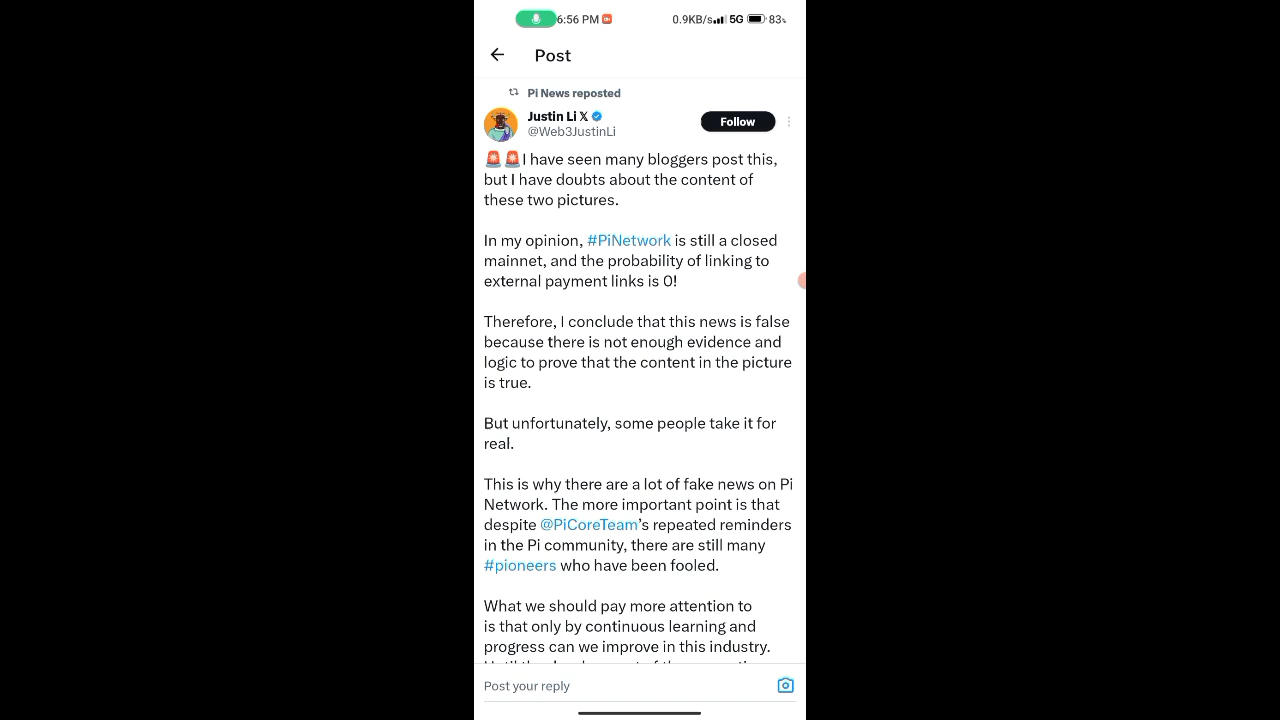 6:56 PM
0.9KB/s 5G 83%
Post
Pi News reposted
Justin Li 𝕏
@Web3JustinLi
Follow
🚨🚨I have seen many bloggers post this,
but I have doubts about the content of
these two pictures.
In my opinion, #PiNetwork is still a closed
mainnet, and the probability of linking to
external payment links is 0!
Therefore, I conclude that this news is false
because there is not enough evidence and
logic to prove that the content in the picture
is true.
But unfortunately, some people take it for
real.
This is why there are a lot of fake news on Pi
Network. The more important point is that
despite @PiCoreTeam's repeated reminders
in the Pi community, there are still many
#pioneers who have been fooled.
What we should pay more attention to
is that only by continuous learning and
progress can we improve in this industry.
Post your reply